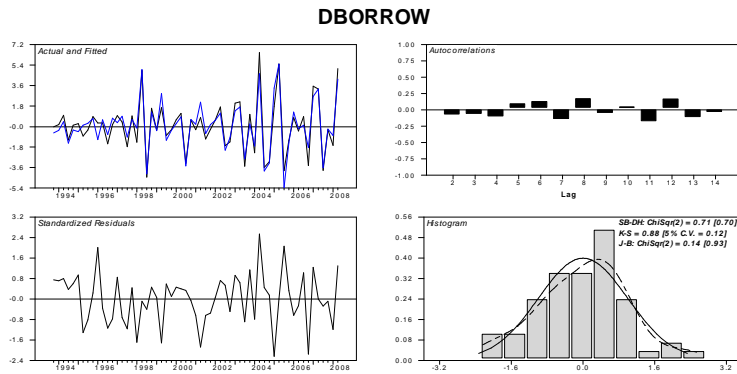 DBORROW
Actual and Fitted
7.2
5.4
3.6
1.8
-0.0
-1.8
-3.6
-5.4
1994 1996 1998 2000 2002 2004 2006 2008
Autocorrelations
1.00
0.75
0.50
0.25
0.00
-0.25
-0.50
-0.75
-1.00
2 3 4 5 6 7 8 9 10 11 12 13 14
Lag
Standardized Residuals
3.2
2.4
1.6
0.8
-0.0
-0.8
-1.6
-2.4
1994 1996 1998 2000 2002 2004 2006 2008
Histogram
SB-DH: ChiSqr(2) = 0.71 [0.70]
K-S = 0.88 [5% C.V. = 0.12]
J-B: ChiSqr(2) = 0.14 [0.93]
0.56
0.48
0.40
0.32
0.24
0.16
0.08
0.00
-3.2 -1.6 0.0 1.6 3.2